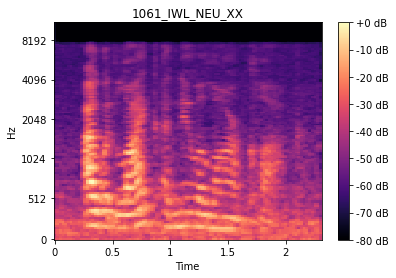 1061_IWL_NEU_XX
+0 dB
8192
-10 dB
4096
-20 dB
-30 dB
2048
Hz
-40 dB
1024
-50 dB
-60 dB
512
-70 dB
0
-80 dB
0 0.5 1 1.5 2
Time